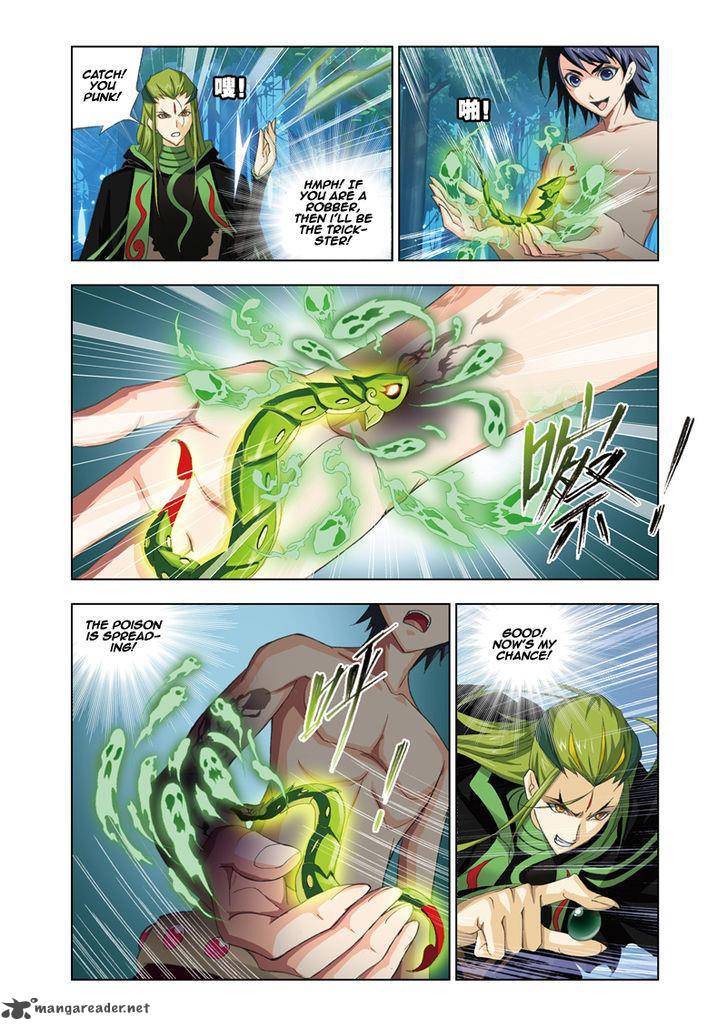 CATCH!
YOU
PUNK!
嗖!
HMPH! IF
YOU ARE A
ROBBER,
THEN I'LL BE
THE TRICK-
STER!
啪!
嚓!
THE POISON
IS SPREAD-
ING!
呼!
GOOD!
NOW'S MY
CHANCE!
mangareader.net